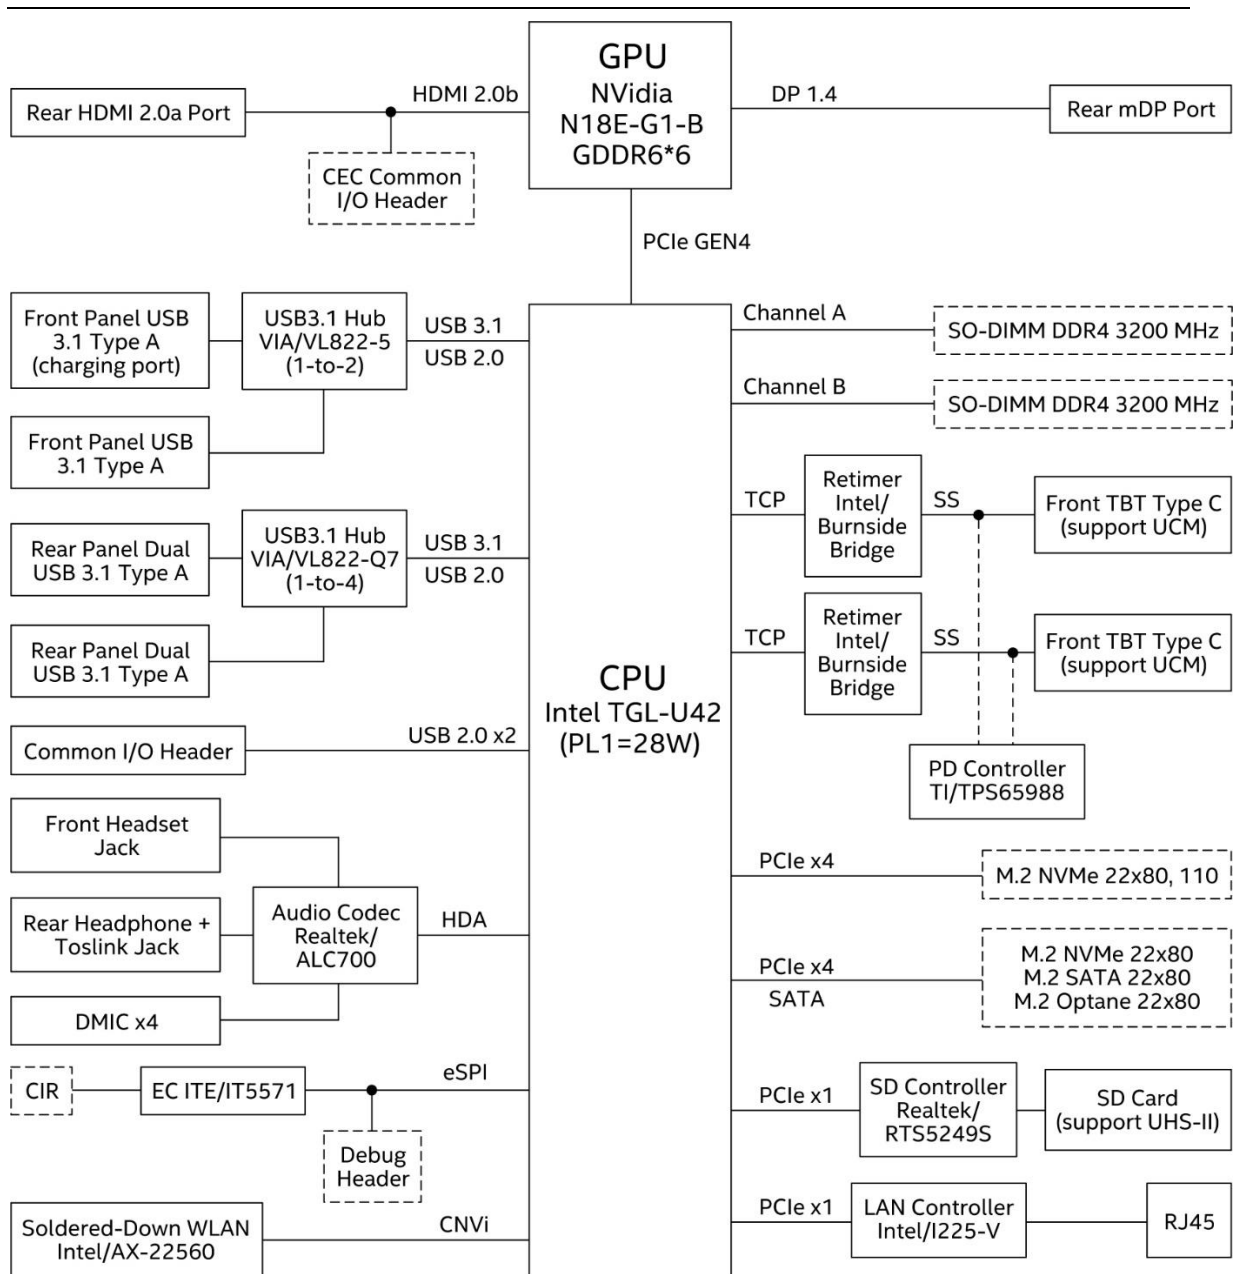 GPU
NVidia
N18E-G1-B
GDDR6*6
HDMI 2.0b
DP 1.4
Rear HDMI 2.0a Port
Rear mDP Port
CEC Common
I/O Header
PCIe GEN4
Front Panel USB
3.1 Type A
(charging port)
USB3.1 Hub
VIA/VL822-5
(1-to-2)
USB 3.1
USB 2.0
Front Panel USB
3.1 Type A
Rear Panel Dual
USB 3.1 Type A
USB3.1 Hub
VIA/VL822-Q7
(1-to-4)
USB 3.1
USB 2.0
Rear Panel Dual
USB 3.1 Type A
Common I/O Header
USB 2.0 x2
Front Headset
Jack
Rear Headphone +
Toslink Jack
Audio Codec
Realtek/
ALC700
HDA
DMIC x4
CIR
EC ITE/IT5571
eSPI
Debug
Header
Soldered-Down WLAN
Intel/AX-22560
CNVi
CPU
Intel TGL-U42
(PL1=28W)
Channel A
SO-DIMM DDR4 3200 MHz
Channel B
SO-DIMM DDR4 3200 MHz
TCP
Retimer
Intel/
Burnside
Bridge
SS
Front TBT Type C
(support UCM)
TCP
Retimer
Intel/
Burnside
Bridge
SS
Front TBT Type C
(support UCM)
PD Controller
TI/TPS65988
PCIe x4
M.2 NVMe 22x80, 110
PCIe x4
SATA
M.2 NVMe 22x80
M.2 SATA 22x80
M.2 Optane 22x80
PCIe x1
SD Controller
Realtek/
RTS5249S
SD Card
(support UHS-II)
PCIe x1
LAN Controller
Intel/I225-V
RJ45